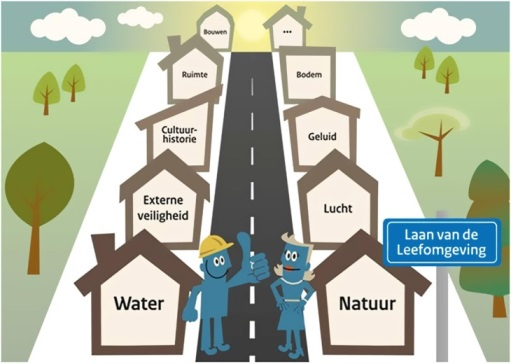 Bouwen
...
Ruimte
Bodem
Cultuur-
historie
Geluid
Externe
veiligheid
Lucht
Laan van de
Leefomgeving
Water
Natuur